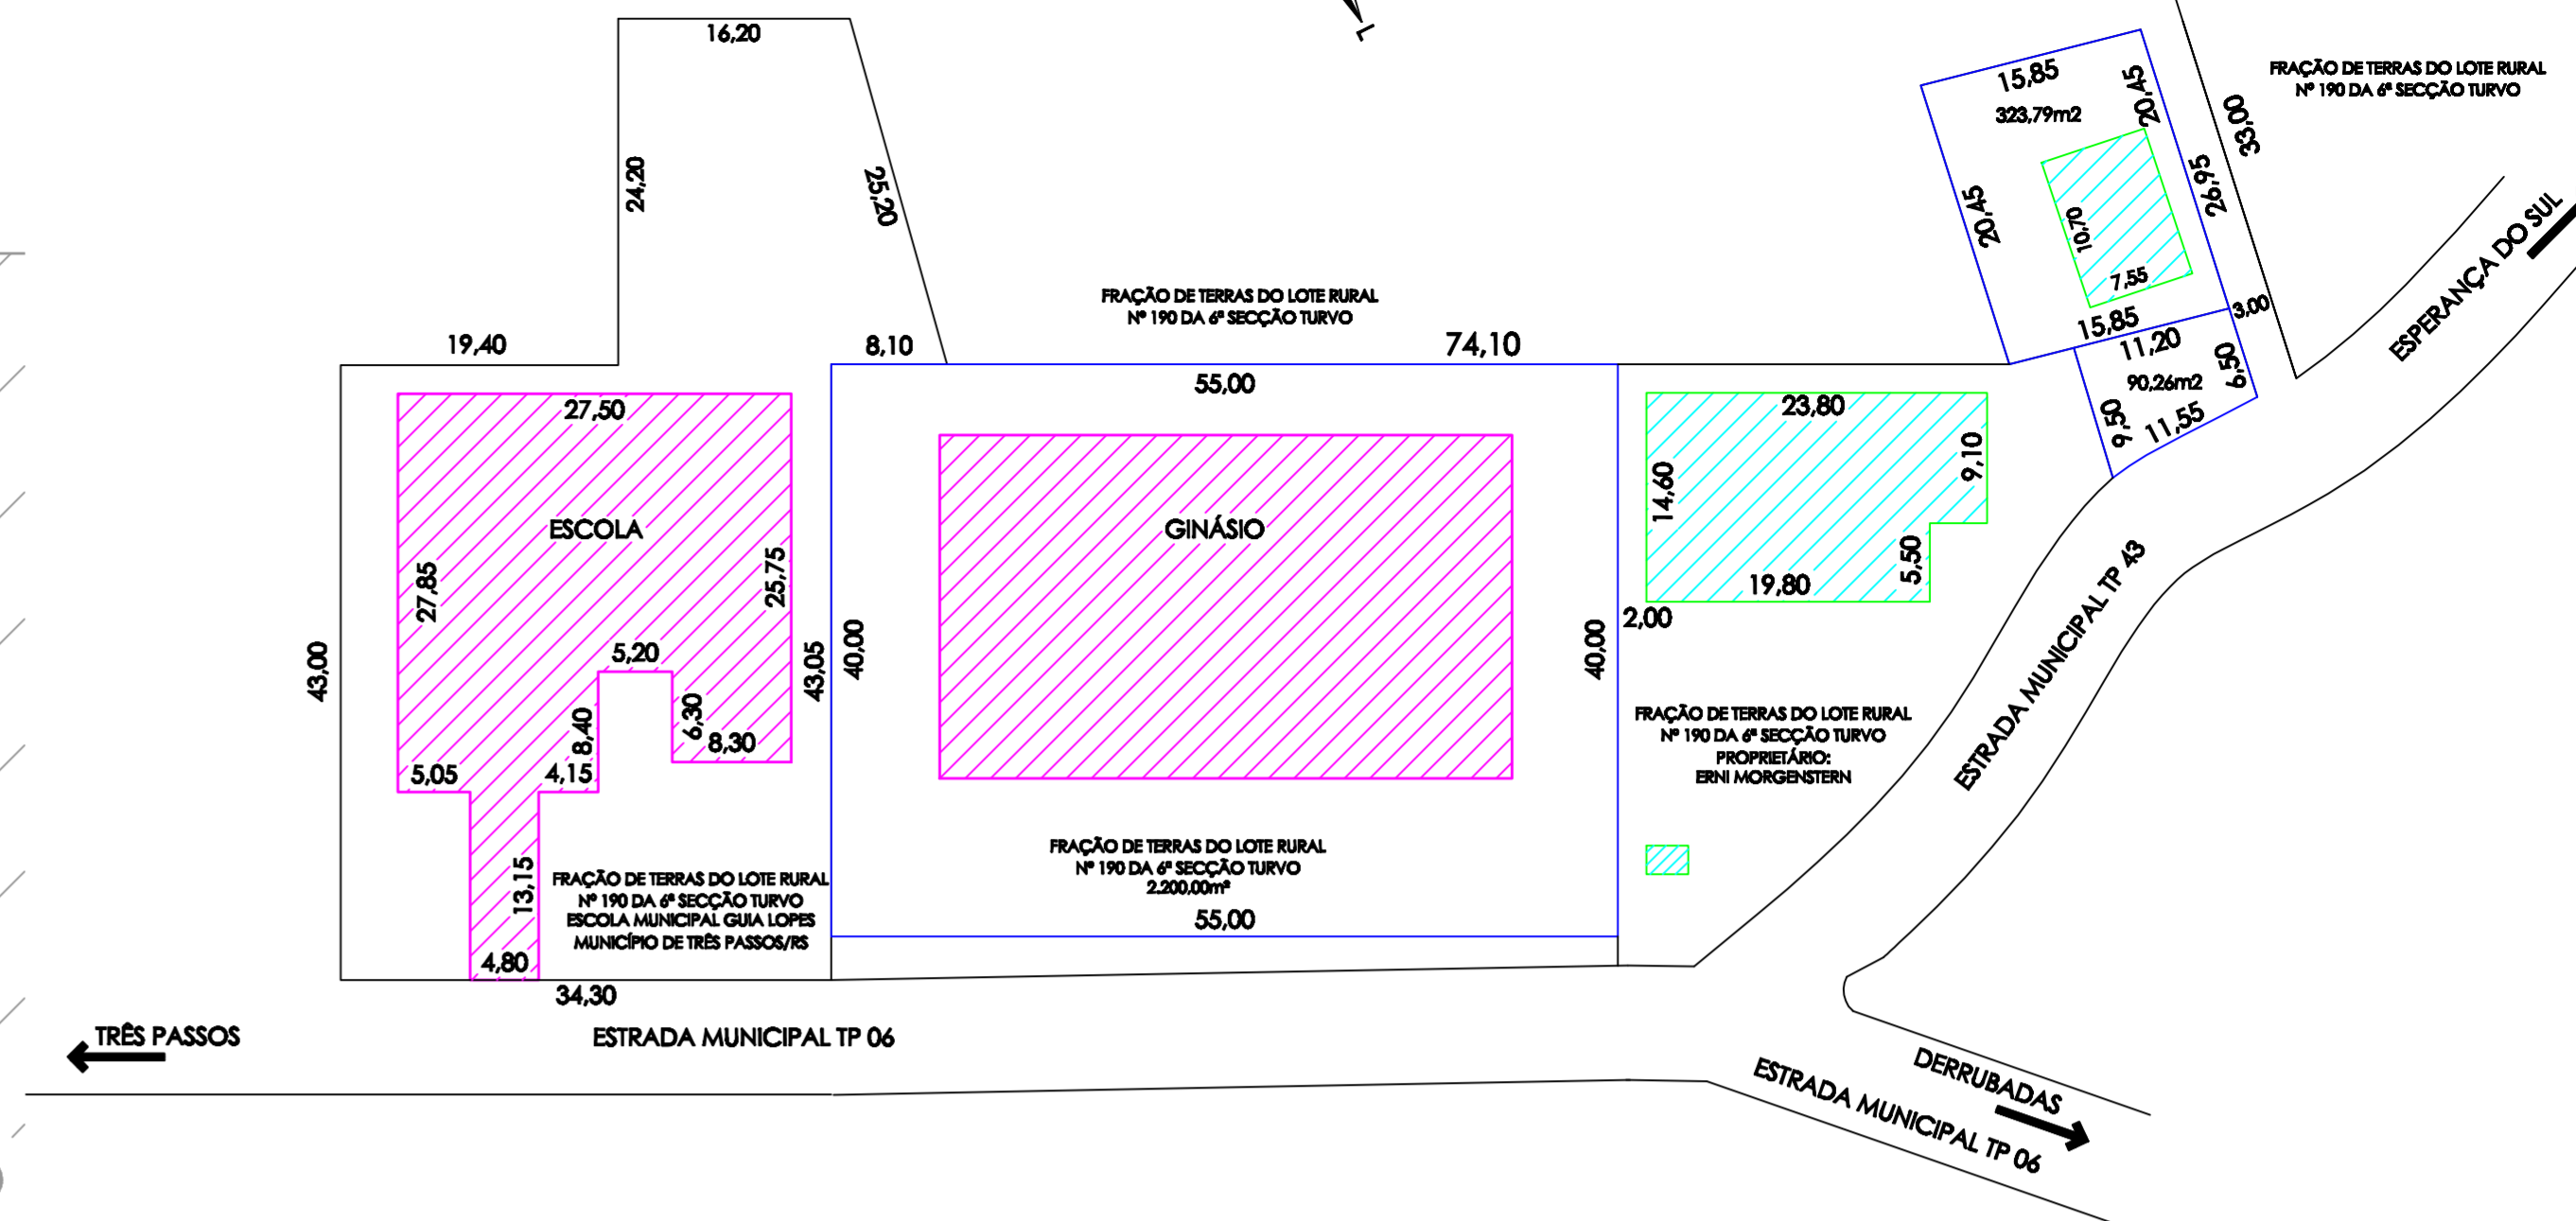 L
16,20
24,20
25,20
19,40
8,10
FRAÇÃO DE TERRAS DO LOTE RURAL
Nº 190 DA 6ª SECÇÃO TURVO
74,10
55,00
27,50
ESCOLA
27,85
25,75
43,00
43,05
5,20
6,30
8,40
8,30
5,05
4,15
13,15
4,80
34,30
FRAÇÃO DE TERRAS DO LOTE RURAL
Nº 190 DA 6ª SECÇÃO TURVO
ESCOLA MUNICIPAL GUIA LOPES
MUNICÍPIO DE TRÊS PASSOS/RS
GINÁSIO
40,00
40,00
FRAÇÃO DE TERRAS DO LOTE RURAL
Nº 190 DA 6ª SECÇÃO TURVO
2.200,00m²
55,00
23,80
14,60
9,10
5,50
19,80
2,00
FRAÇÃO DE TERRAS DO LOTE RURAL
Nº 190 DA 6ª SECÇÃO TURVO
PROPRIETÁRIO:
ERNI MORGENSTERN
15,85
323,79m2
20,45
20,45
10,70
7,55
15,85
26,95
33,00
3,00
11,20
90,26m2
6,50
9,50
11,55
FRAÇÃO DE TERRAS DO LOTE RURAL
Nº 190 DA 6ª SECÇÃO TURVO
ESPERANÇA DO SUL
ESTRADA MUNICIPAL TP 43
TRÊS PASSOS
ESTRADA MUNICIPAL TP 06
DERRUBADAS
ESTRADA MUNICIPAL TP 06